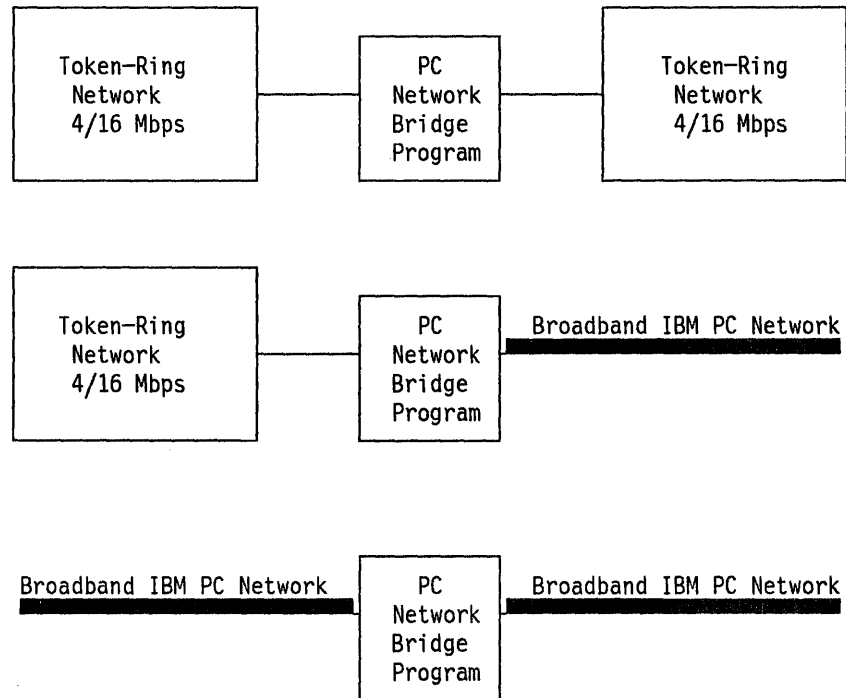 Token-Ring
Network
4/16 Mbps
PC
Network
Bridge
Program
Token-Ring
Network
4/16 Mbps
Token-Ring
Network
4/16 Mbps
PC
Network
Bridge
Program
Broadband IBM PC Network
Broadband IBM PC Network
PC
Network
Bridge
Program
Broadband IBM PC Network